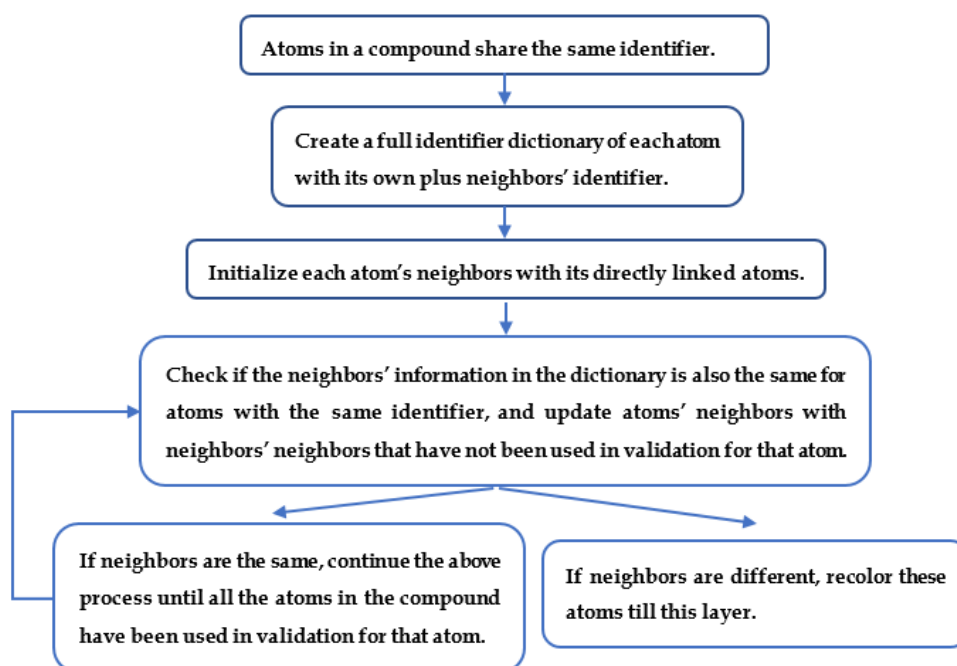 Atoms in a compound share the same identifier.
Create a full identifier dictionary of eachatom
with its own plus neighbors’ identifier.
Initialize each atom’s neighbors with its directly linked atoms.
Check if the neighbors’ information in the dictionary is also the same for
atoms with the same identifier, and update atoms’ neighbors with
neighbors’ neighbors that have not been used in validation for that atom.
If neighbors are the same, continue the above
process until all the atoms in the compound
have been used in validation for that atom.
If neighbors are different, recolor these
atoms till this layer.